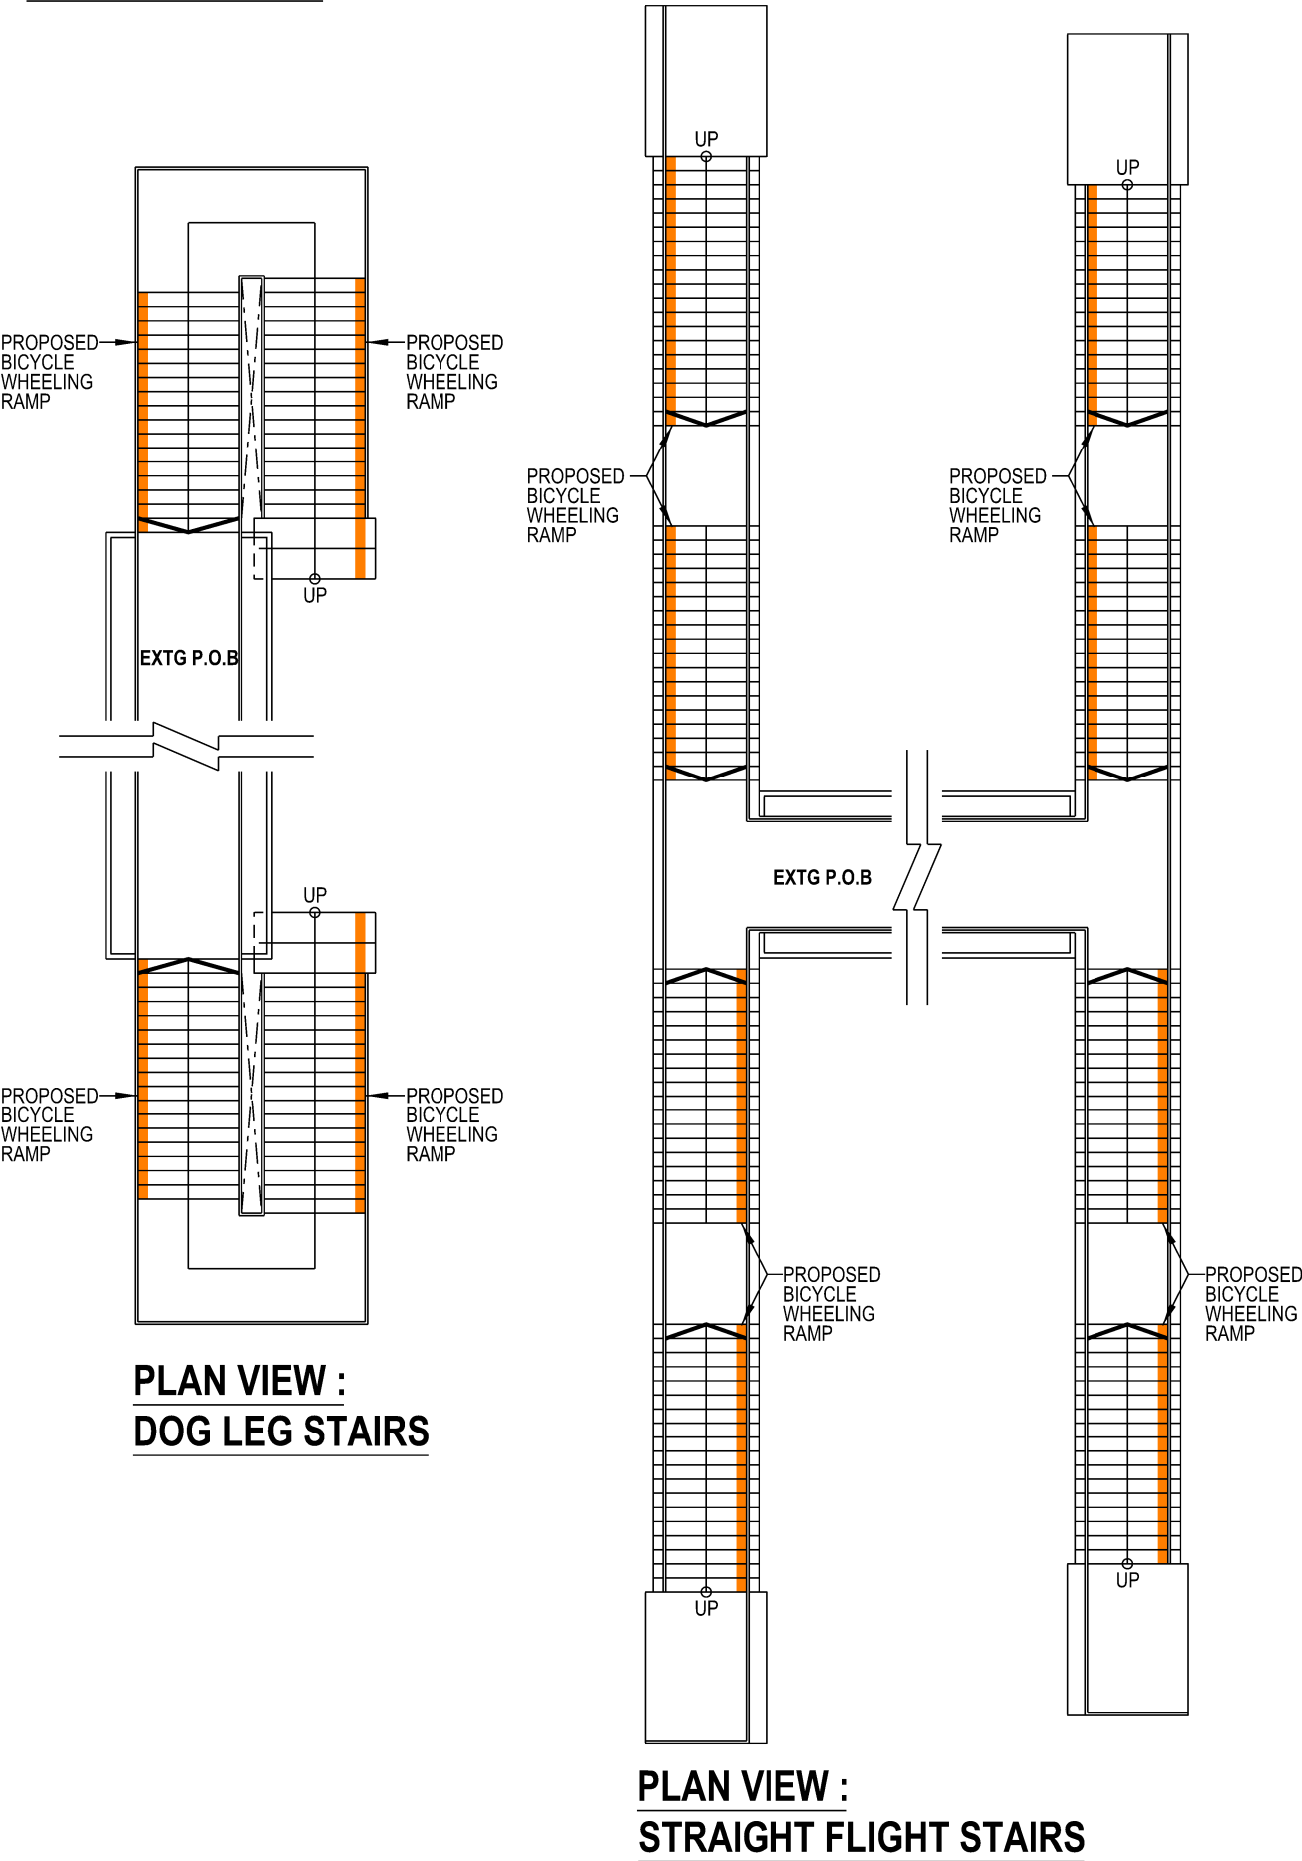 UP
UP
PROPOSED
BICYCLE
WHEELING
RAMP
PROPOSED
BICYCLE
WHEELING
RAMP
PROPOSED
BICYCLE
WHEELING
RAMP
PROPOSED
BICYCLE
WHEELING
RAMP
UP
EXTG P.O.B
EXTG P.O.B
UP
PROPOSED
BICYCLE
WHEELING
RAMP
PROPOSED
BICYCLE
WHEELING
RAMP
PROPOSED
BICYCLE
WHEELING
RAMP
PROPOSED
BICYCLE
WHEELING
RAMP
PLAN VIEW :
DOG LEG STAIRS
UP
UP
PLAN VIEW :
STRAIGHT FLIGHT STAIRS